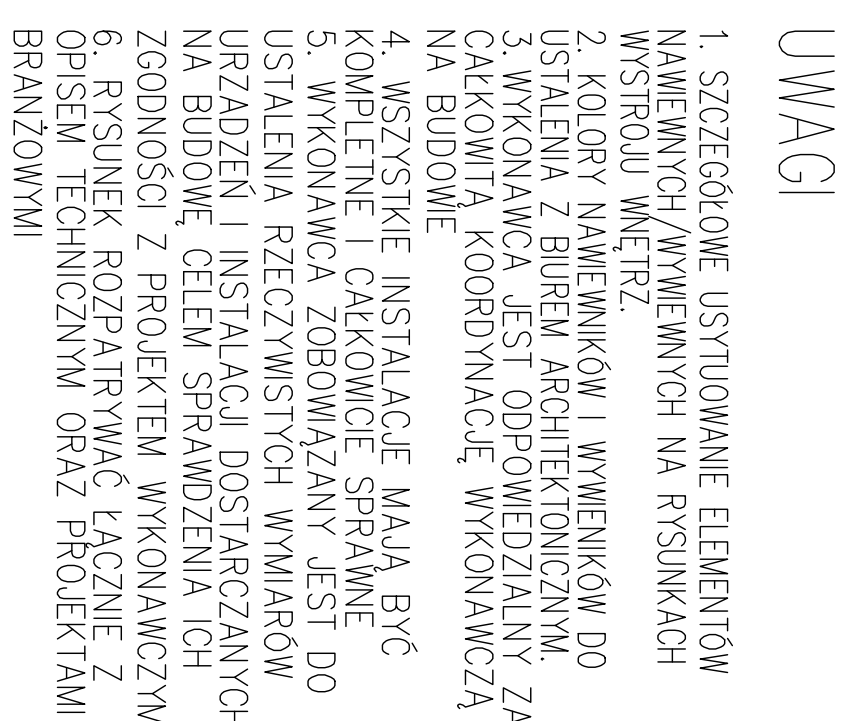 UWAGI
1. SZCZEGÓŁOWE USYTUOWANIE ELEMENTÓW
NAWIEWNYCH/WYWIEWNYCH NA RYSUNKACH
WYSTROJU WNĘTRZ.
2. KOLORY NAWIEWNIKÓW I WYWIENIKÓW DO
USTALENIA Z BIUREM ARCHITEKTONICZNYM.
3. WYKONAWCA JEST ODPOWIEDZIALNY ZA
CAŁKOWITĄ KOORDYNACJĘ WYKONAWCZĄ
NA BUDOWIE
4. WSZYSTKIE INSTALACJE MAJĄ BYĆ
KOMPLETNE I CAŁKOWICIE SPRAWNE
5. WYKONAWCA ZOBOWIĄZANY JEST DO
USTALENIA RZECZYWISTYCH WYMIARÓW
URZĄDZEŃ I INSTALACJI DOSTARCZANYCH
NA BUDOWĘ CELEM SPRAWDZENIA ICH
ZGODNOŚCI Z PROJEKTEM WYKONAWCZYM
6. RYSUNEK ROZPATRYWAĆ ŁĄCZNIE Z
OPISEM TECHNICZNYM ORAZ PROJEKTAMI
BRANŻOWYMI